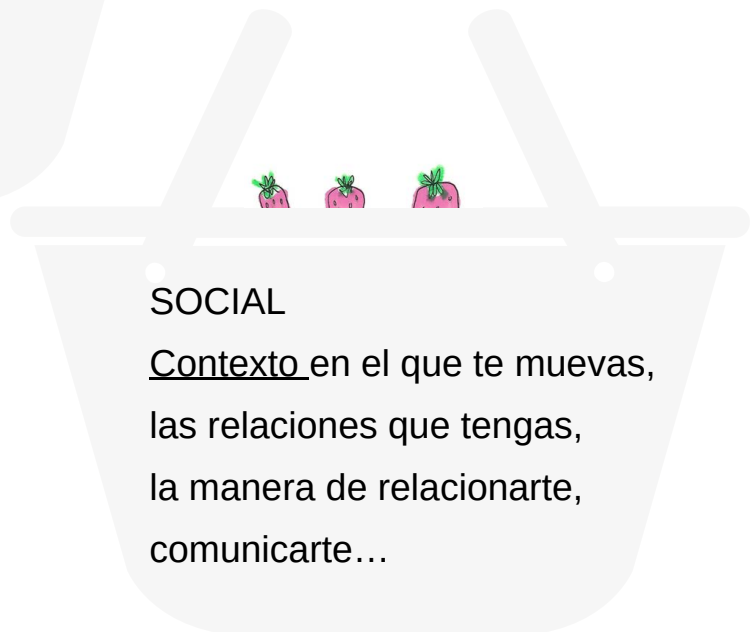 SOCIAL
Contexto en el que te muevas,
las relaciones que tengas,
la manera de relacionarte,
comunicarte…